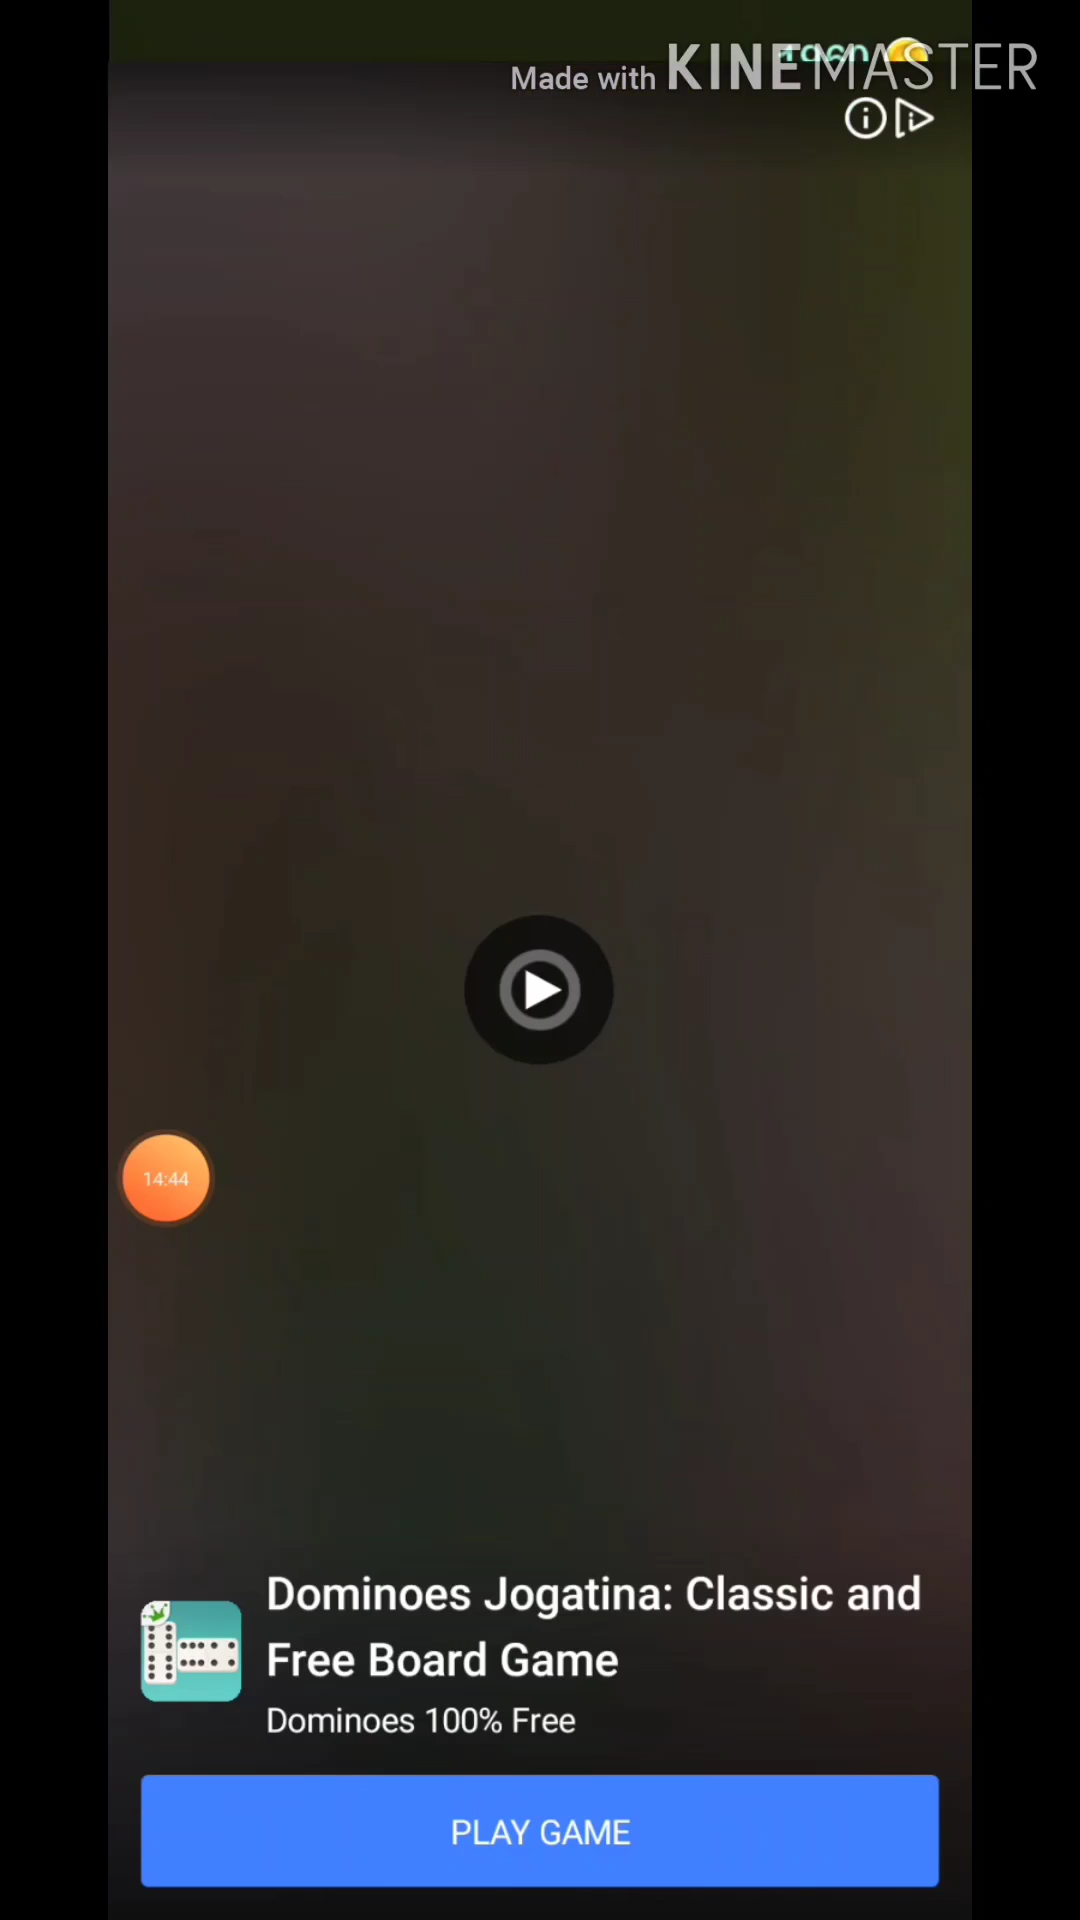 Made with KINEMASTER
14:44
Dominoes Jogatina: Classic and
Free Board Game
Dominoes 100% Free
PLAY GAME